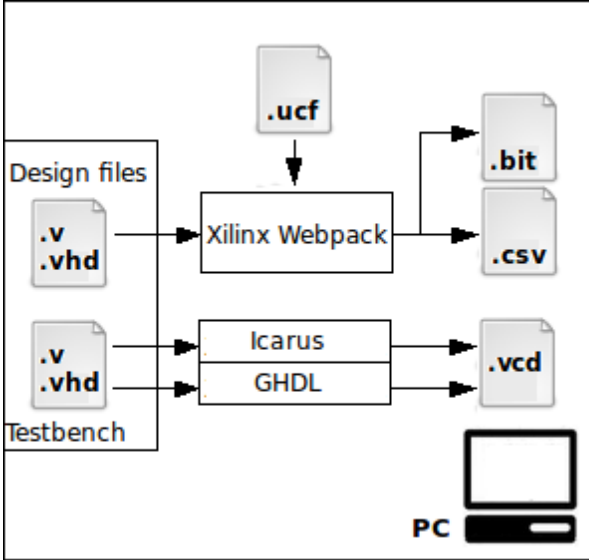 .ucf
.bit
Design files
.v
.vhd
Xilinx Webpack
.csv
.v
.vhd
Icarus
GHDL
.vcd
Testbench
PC